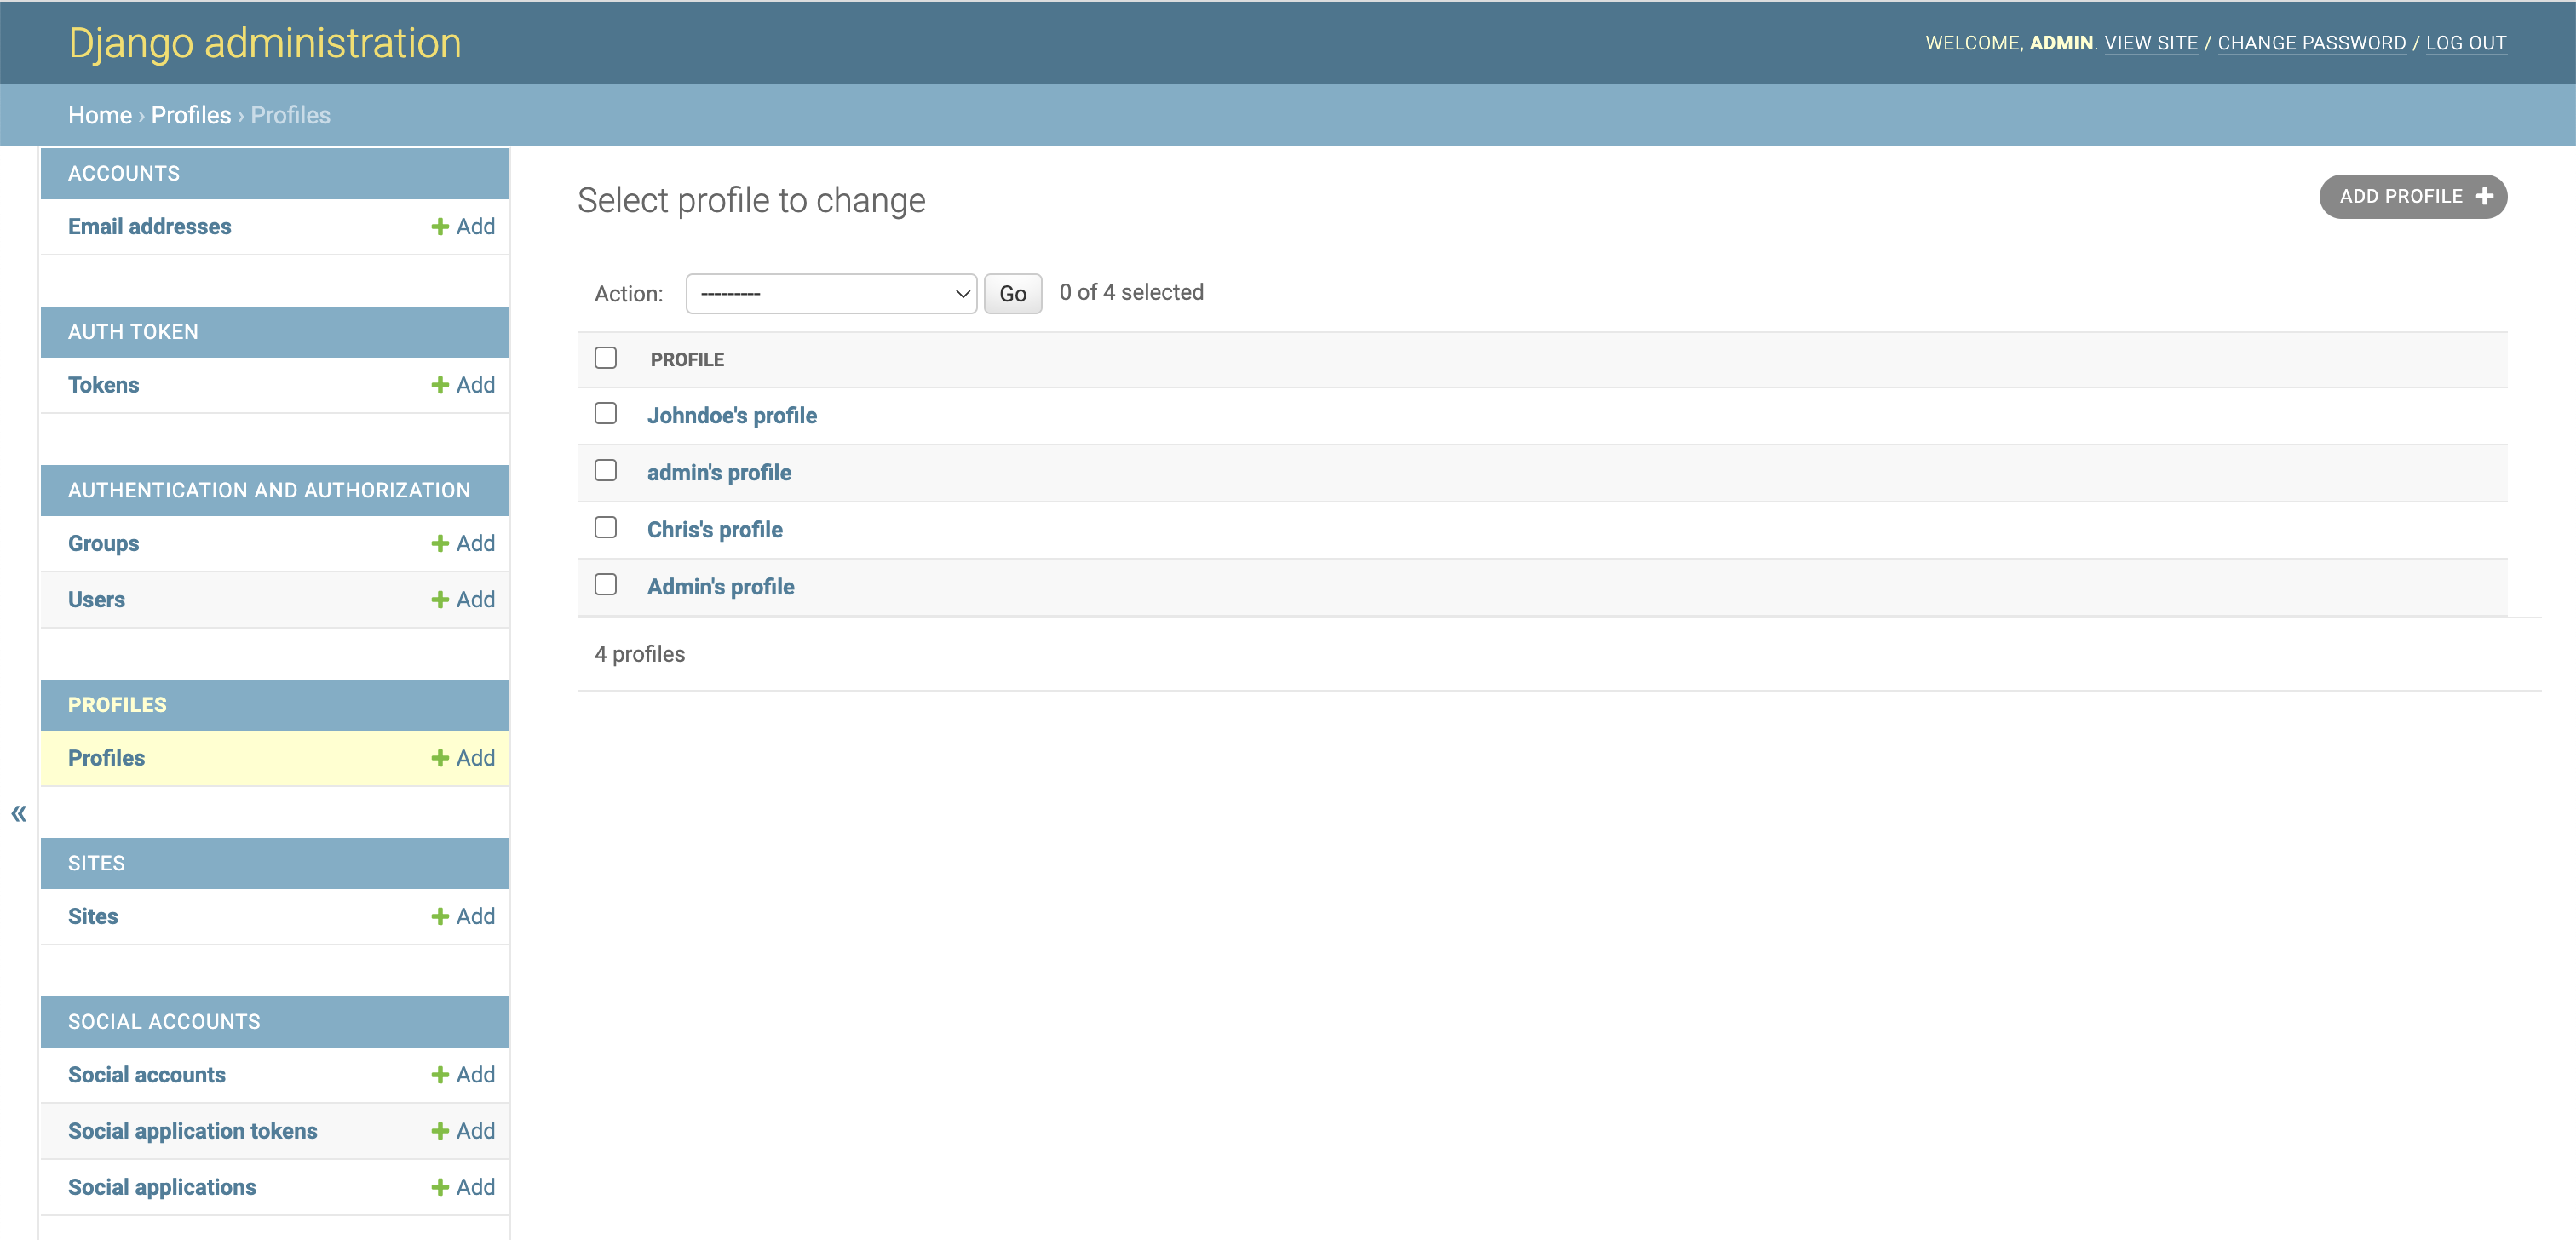 Django administration
WELCOME, ADMIN. VIEW SITE / CHANGE PASSWORD / LOG OUT
Home › Profiles › Profiles
ACCOUNTS
Email addresses + Add
AUTH TOKEN
Tokens + Add
AUTHENTICATION AND AUTHORIZATION
Groups + Add
Users + Add
PROFILES
Profiles + Add
«
SITES
Sites + Add
SOCIAL ACCOUNTS
Social accounts + Add
Social application tokens + Add
Social applications + Add
Select profile to change
ADD PROFILE +
Action: --------- Go 0 of 4 selected
PROFILE
Johndoe's profile
admin's profile
Chris's profile
Admin's profile
4 profiles